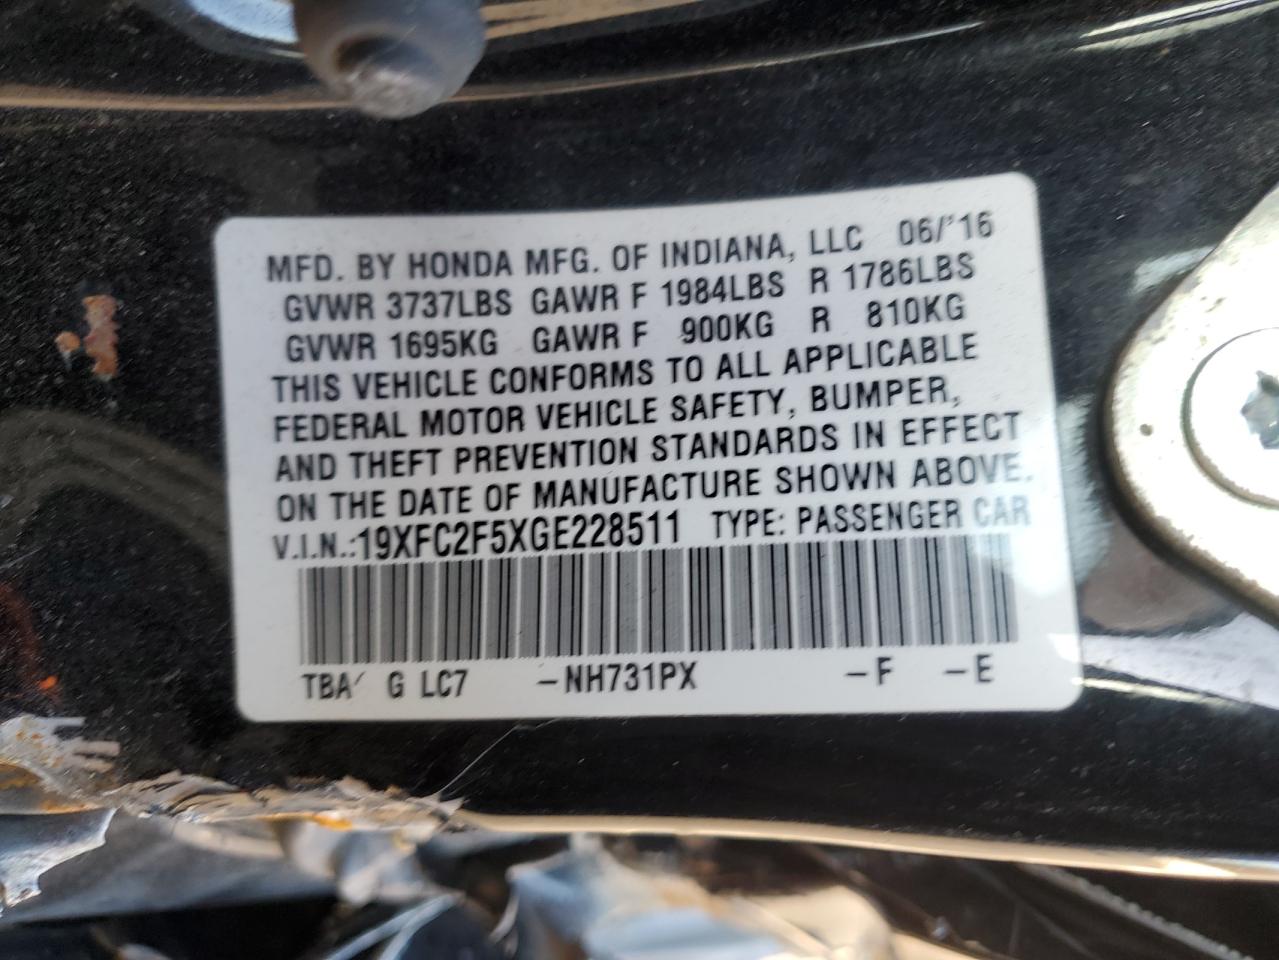 MFD. BY HONDA MFG. OF INDIANA, LLC 06/'16
GVWR 3737LBS GAWR F 1984LBS R 1786LBS
GVWR 1695KG GAWR F 900KG R 810KG
THIS VEHICLE CONFORMS TO ALL APPLICABLE
FEDERAL MOTOR VEHICLE SAFETY, BUMPER,
AND THEFT PREVENTION STANDARDS IN EFFECT
ON THE DATE OF MANUFACTURE SHOWN ABOVE.
V.I.N.:19XFC2F5XGE228511 TYPE: PASSENGER CAR
TBA' G LC7 -NH731PX -F -E